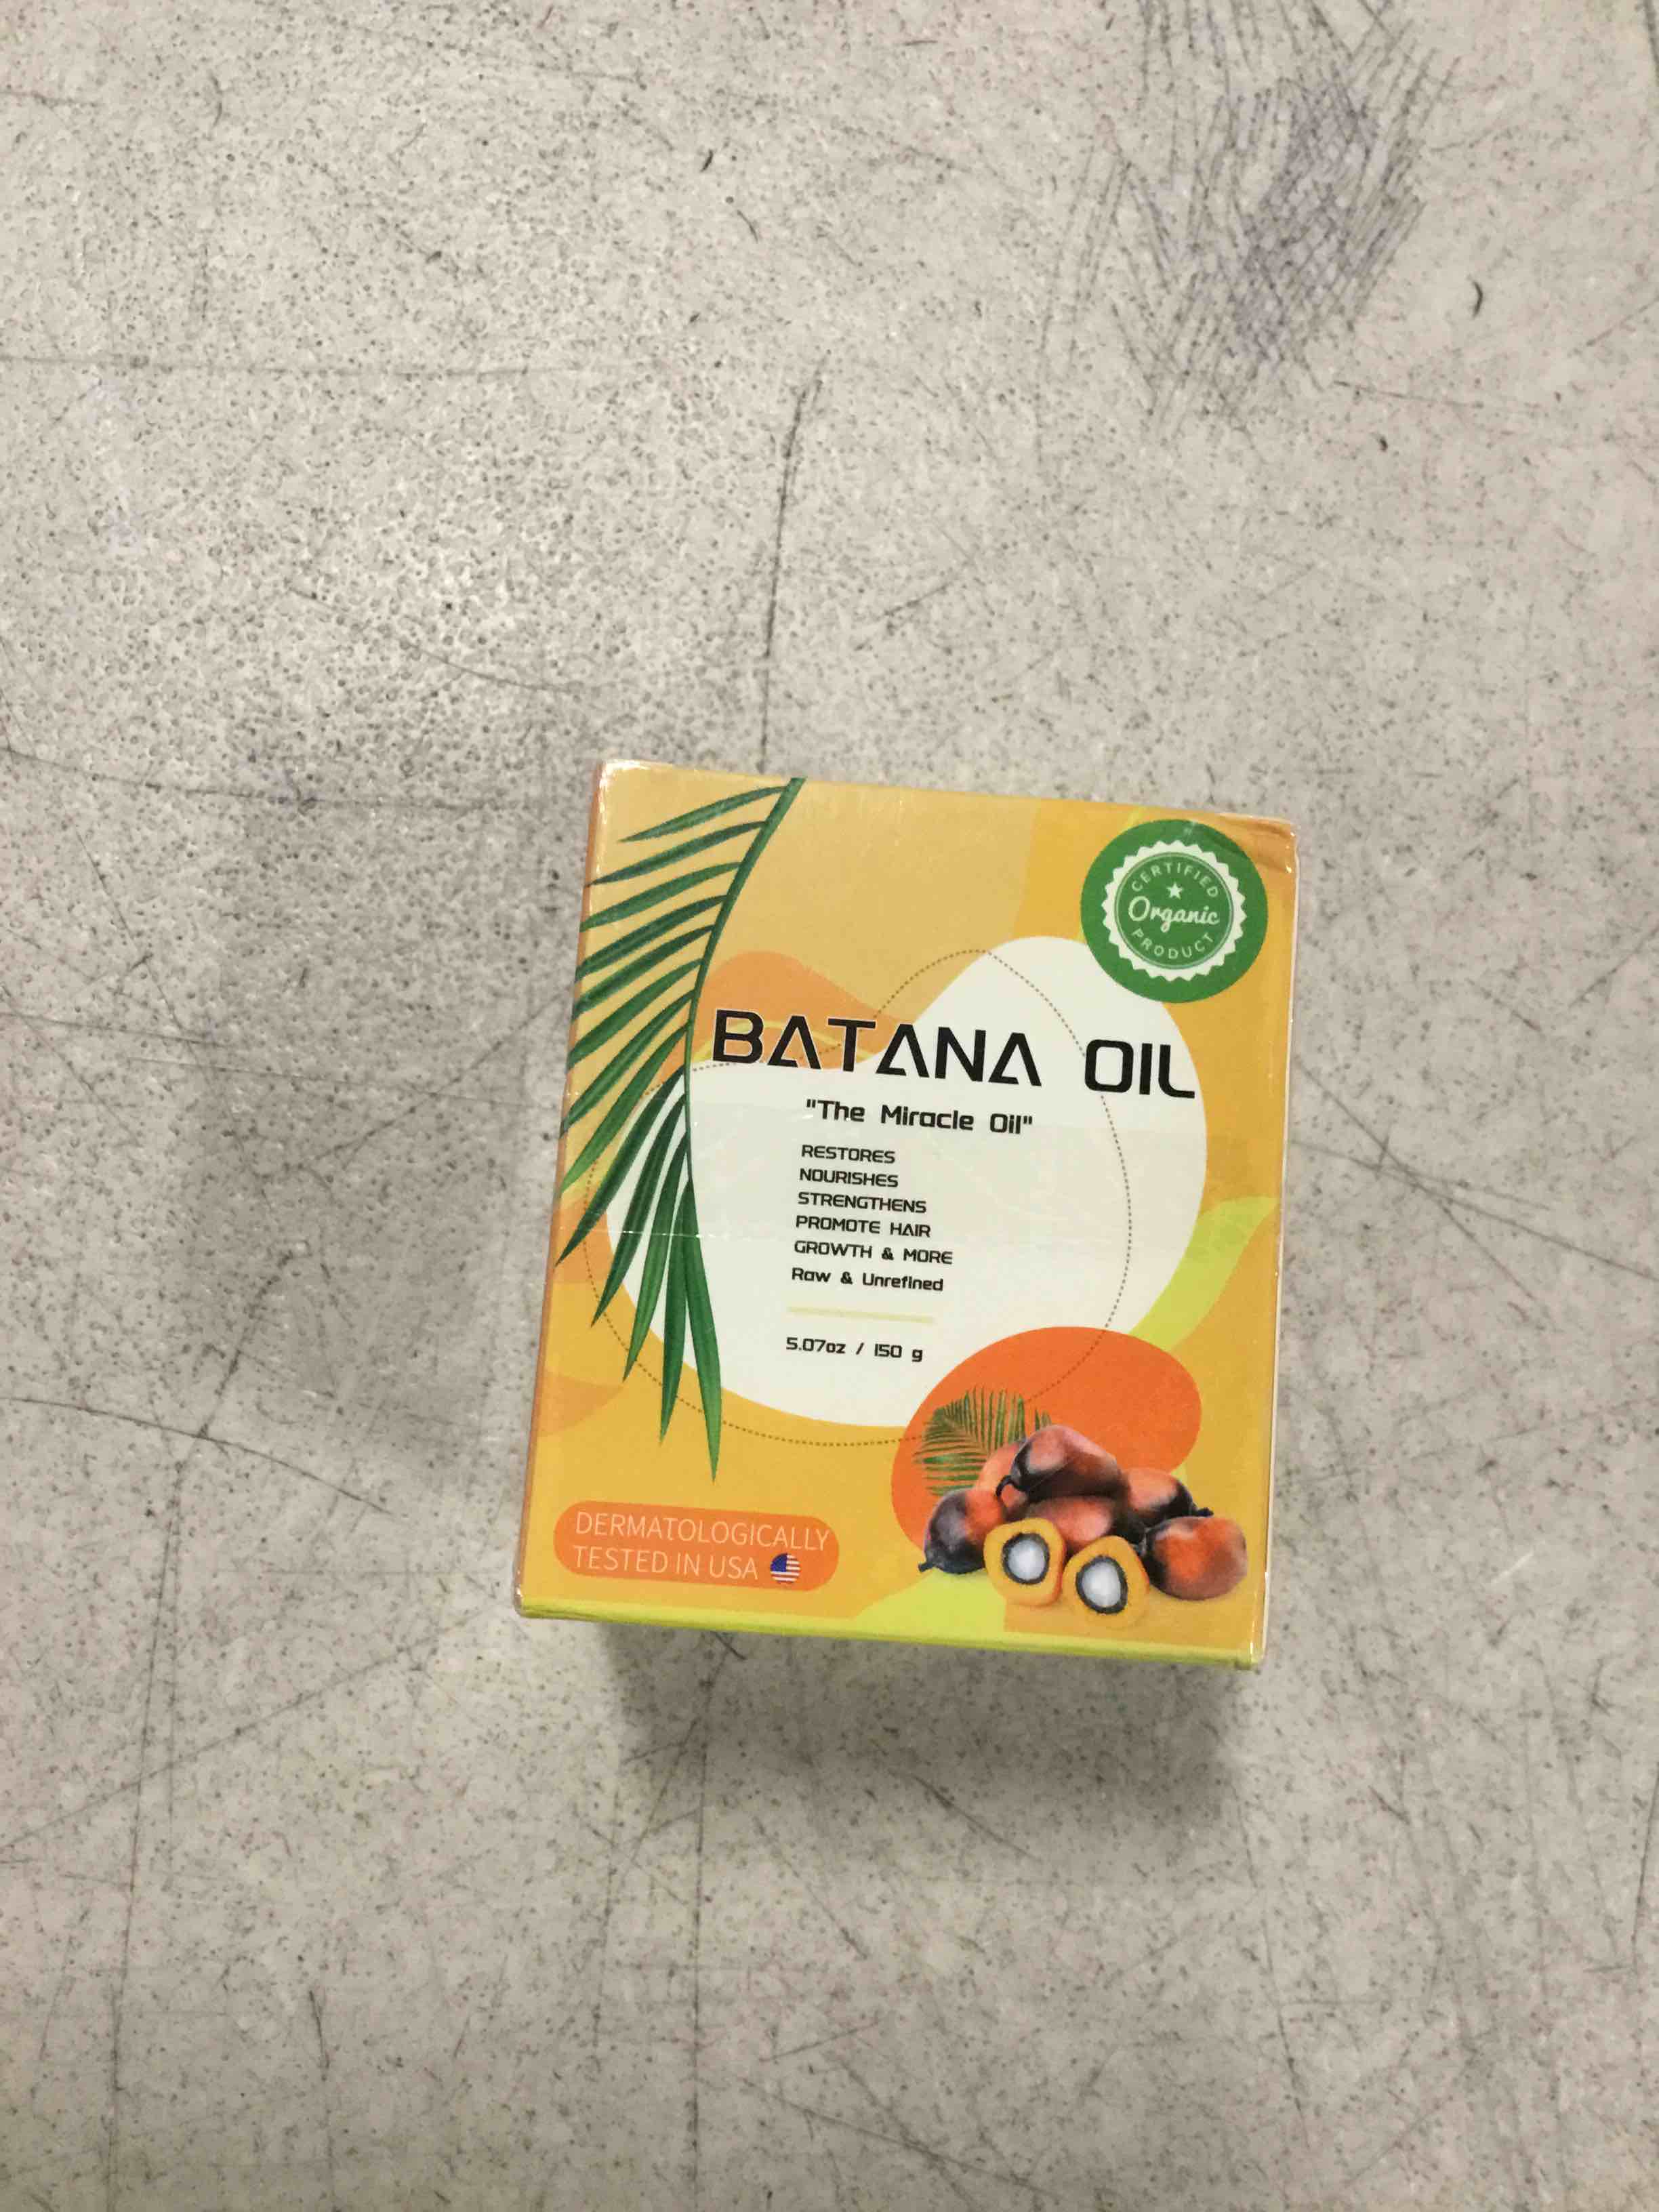 CERTIFIED
Organic
PRODUCT
BATANA OIL
"The Miracle Oil"
RESTORES
NOURISHES
STRENGTHENS
PROMOTE HAIR
GROWTH & MORE
Raw & Unrefined
5.07oz / 150 g
DERMATOLOGICALLY
TESTED IN USA